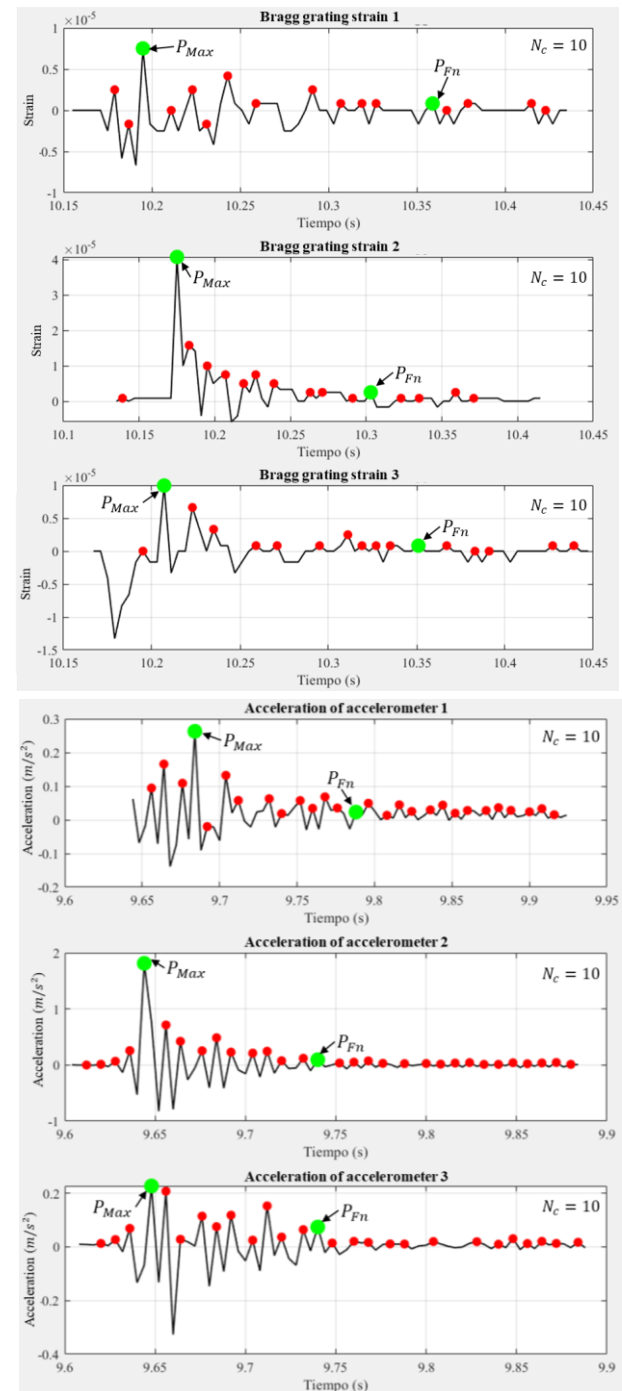 Bragg grating strain 1
×10⁻⁵
1
0.5
0
-0.5
-1
Strain
P_Max
P_Fn
N_c = 10
10.15 10.2 10.25 10.3 10.35 10.4 10.45
Tiempo (s)
Bragg grating strain 2
×10⁻⁵
4
3
2
1
0
Strain
P_Max
P_Fn
N_c = 10
10.1 10.15 10.2 10.25 10.3 10.35 10.4 10.45
Tiempo (s)
Bragg grating strain 3
×10⁻⁵
1
0.5
0
-0.5
-1
-1.5
Strain
P_Max
P_Fn
N_c = 10
10.15 10.2 10.25 10.3 10.35 10.4 10.45
Tiempo (s)
Acceleration of accelerometer 1
0.3
0.2
0.1
0
-0.1
-0.2
Acceleration (m/s²)
P_Max
P_Fn
N_c = 10
9.6 9.65 9.7 9.75 9.8 9.85 9.9 9.95
Tiempo (s)
Acceleration of accelerometer 2
2
1
0
-1
Acceleration (m/s²)
P_Max
P_Fn
N_c = 10
9.6 9.65 9.7 9.75 9.8 9.85 9.9
Tiempo (s)
Acceleration of accelerometer 3
0.2
0
-0.2
-0.4
Acceleration (m/s²)
P_Max
P_Fn
N_c = 10
9.6 9.65 9.7 9.75 9.8 9.85 9.9
Tiempo (s)